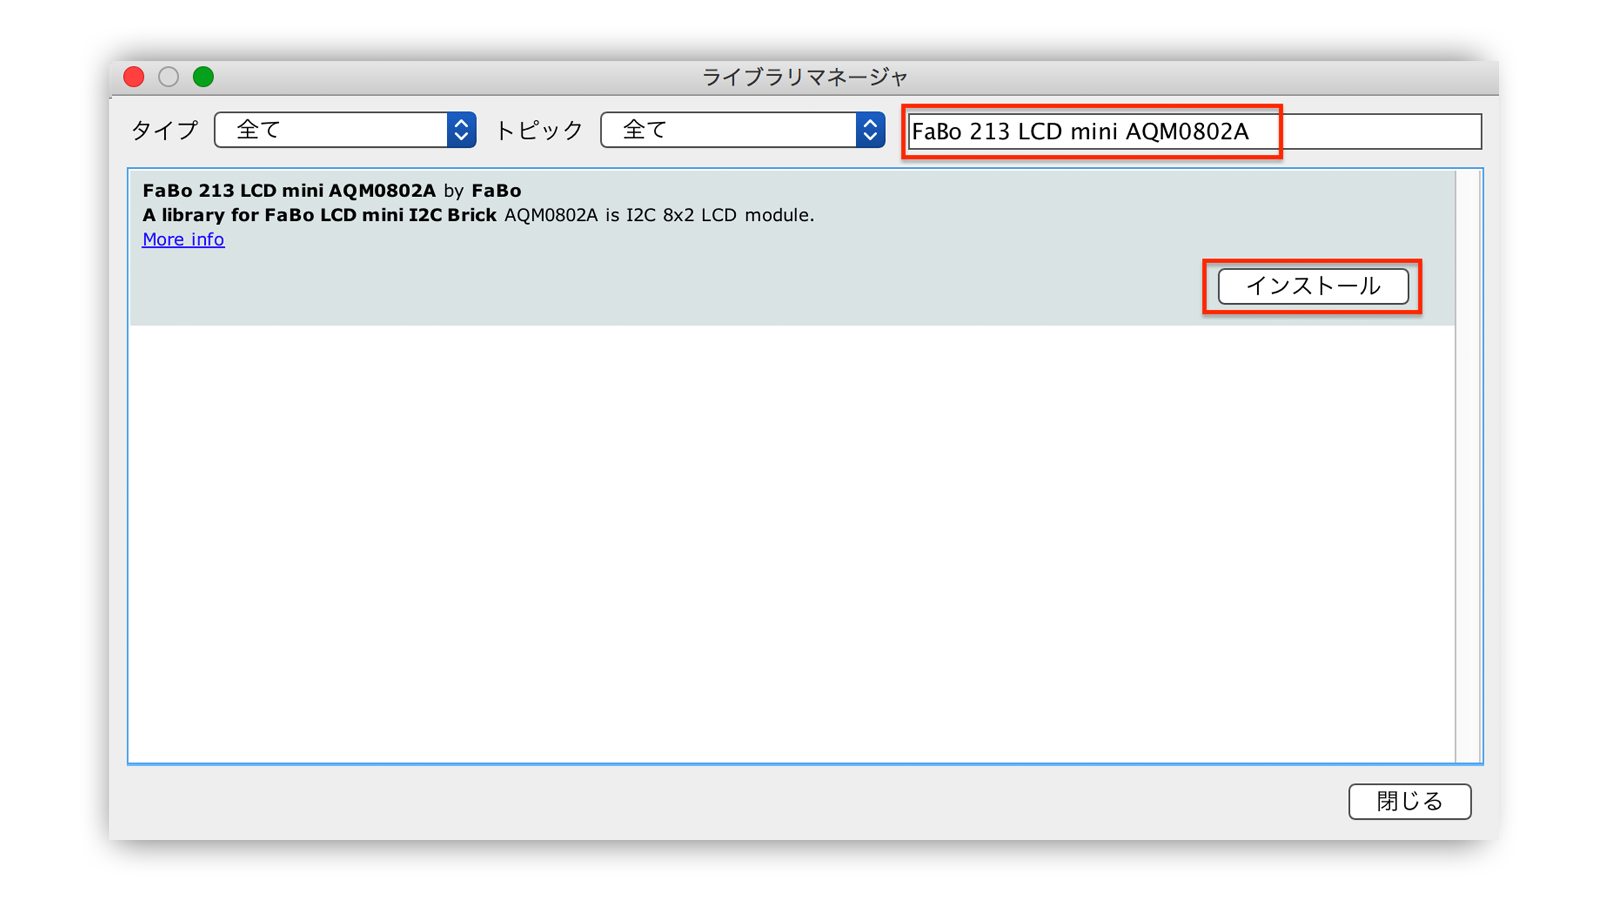 ライブラリマネージャ
タイプ 全て トピック 全て FaBo 213 LCD mini AQM0802A
FaBo 213 LCD mini AQM0802A by FaBo
A library for FaBo LCD mini I2C Brick AQM0802A is I2C 8x2 LCD module.
More info
インストール
閉じる